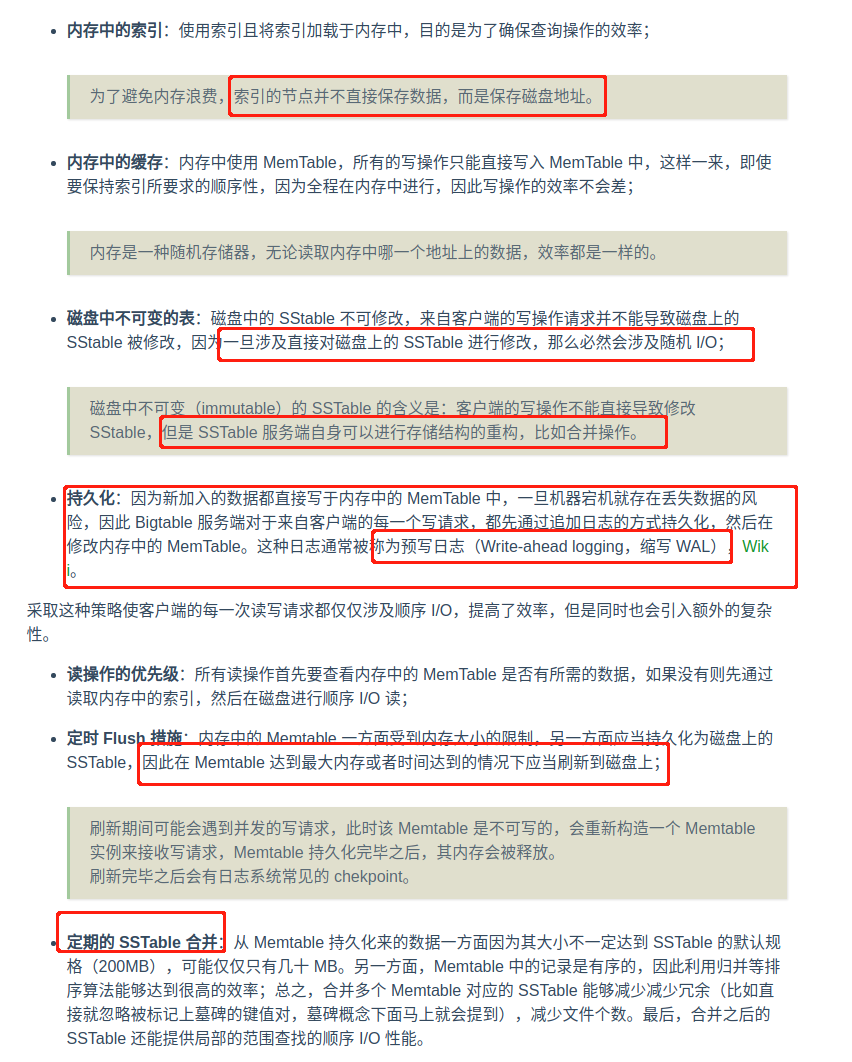 内存中的索引：使用索引且将索引加载于内存中，目的是为了确保查询操作的效率；
为了避免内存浪费，索引的节点并不直接保存数据，而是保存磁盘地址。
内存中的缓存：内存中使用 MemTable，所有的写操作只能直接写入 MemTable 中，这样一来，即使
要保持索引所要求的顺序性，因为全程在内存中进行，因此写操作的效率不会差；
内存是一种随机存储器，无论读取内存中哪一个地址上的数据，效率都是一样的。
磁盘中不可变的表：磁盘中的 SStable 不可修改，来自客户端的写操作请求并不能导致磁盘上的
SStable 被修改，因为一旦涉及直接对磁盘上的 SSTable 进行修改，那么必然会涉及随机 I/O；
磁盘中不可变（immutable）的 SSTable 的含义是：客户端的写操作不能直接导致修改
SStable，但是 SSTable 服务端自身可以进行存储结构的重构，比如合并操作。
持久化：因为新加入的数据都直接写于内存中的 MemTable 中，一旦机器宕机就存在丢失数据的风
险，因此 Bigtable 服务端对于来自客户端的每一个写请求，都先通过追加日志的方式持久化，然后在
修改内存中的 MemTable。这种日志通常被称为预写日志（Write-ahead logging，缩写 WAL），Wik
i。
采取这种策略使客户端的每一次读写请求都仅仅涉及顺序 I/O，提高了效率，但是同时也会引入额外的复杂
性。
读操作的优先级：所有读操作首先要查看内存中的 MemTable 是否有所需的数据，如果没有则先通过
读取内存中的索引，然后在磁盘进行顺序 I/O 读；
定时 Flush 措施：内存中的 Memtable 一方面受到内存大小的限制，另一方面应当持久化为磁盘上的
SSTable，因此在 Memtable 达到最大内存或者时间达到的情况下应当刷新到磁盘上；
刷新期间可能会遇到并发的写请求，此时该 Memtable 是不可写的，会重新构造一个 Memtable
实例来接收写请求，Memtable 持久化完毕之后，其内存会被释放。
刷新完毕之后会有日志系统常见的 chekpoint。
定期的 SSTable 合并：从 Memtable 持久化来的数据一方面因为其大小不一定达到 SSTable 的默认规
格（200MB），可能仅仅只有几十 MB。另一方面，Memtable 中的记录是有序的，因此利用归并等排
序算法能够达到很高的效率；总之，合并多个 Memtable 对应的 SSTable 能够减少减少冗余（比如直
接就忽略被标记上墓碑的键值对，墓碑概念下面马上就会提到），减少文件个数。最后，合并之后的
SSTable 还能提供局部的范围查找的顺序 I/O 性能。